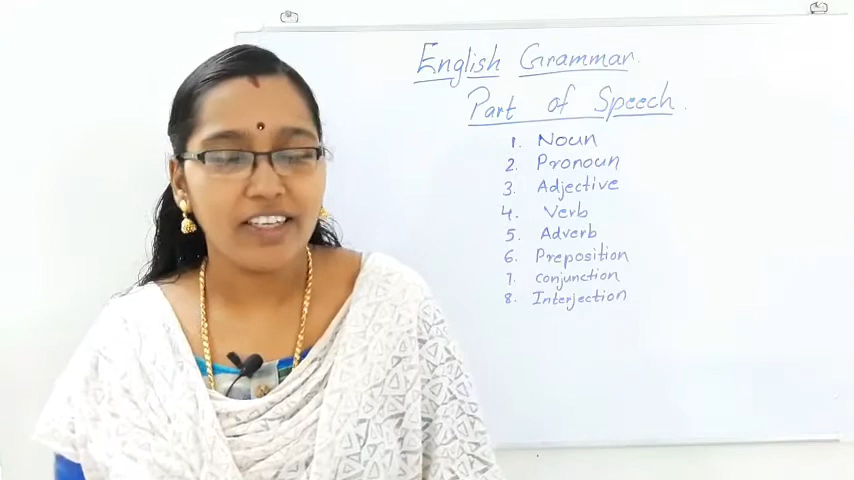 English Grammar.
Part of Speech.
1. Noun
2. Pronoun
3. Adjective
4. Verb
5. Adverb
6. Preposition
7. Conjunction
8. Interjection